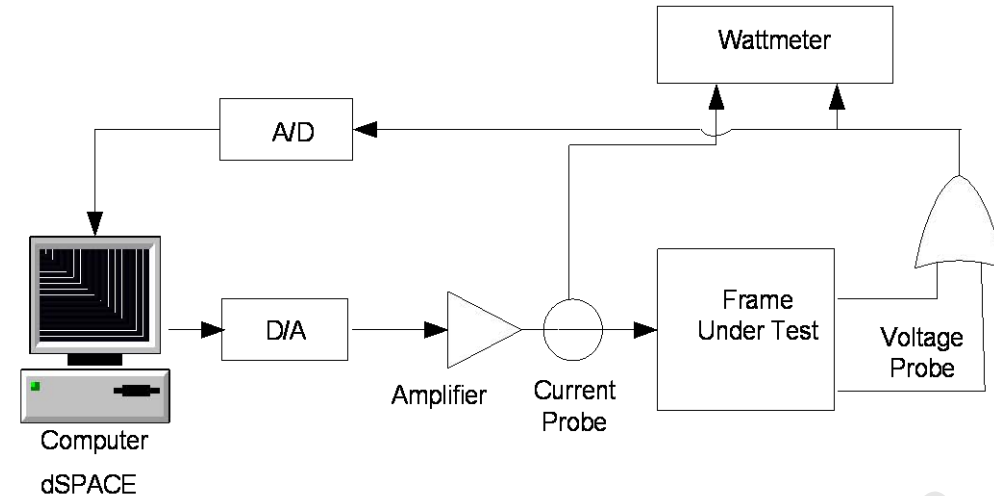 Wattmeter
A/D
D/A
Frame
Under Test
Voltage
Probe
Amplifier
Current
Probe
Computer
dSPACE